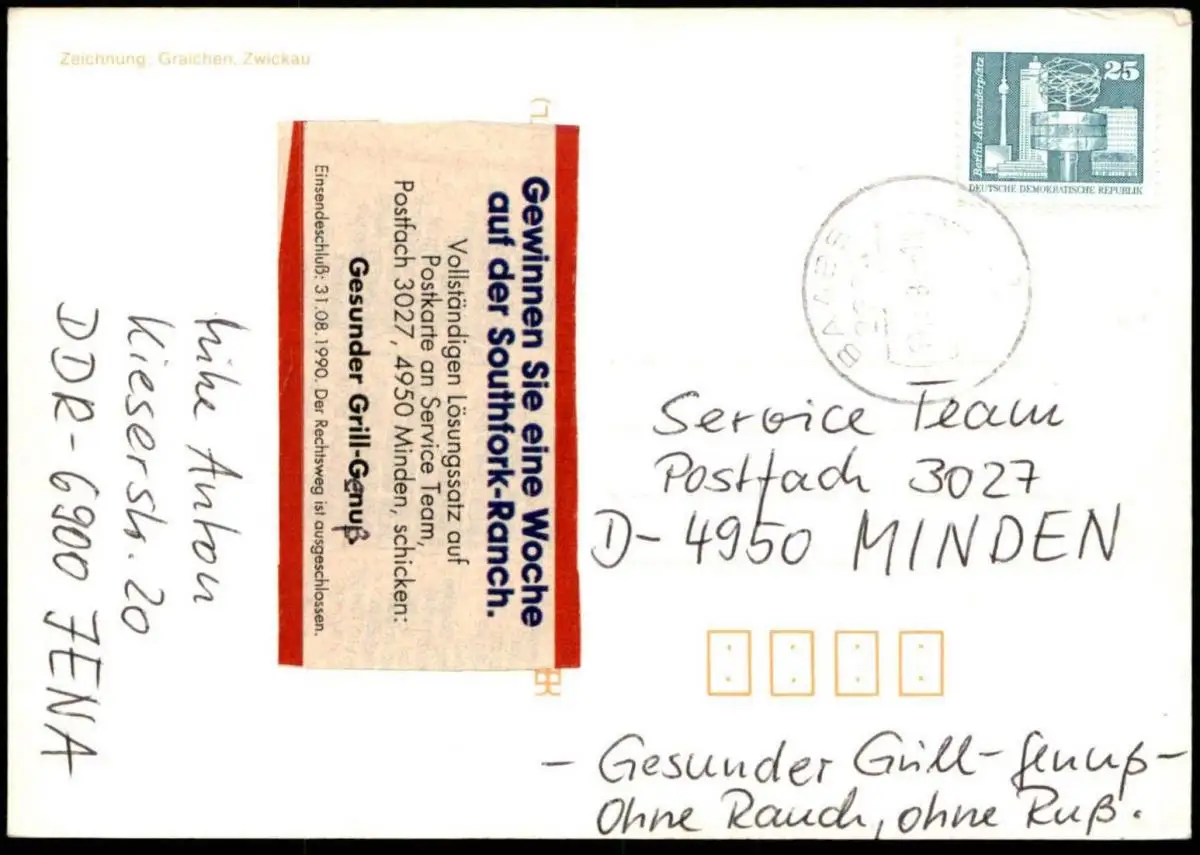 Zeichnung: Graichen, Zwickau
Berlin-Alexanderplatz
25
DEUTSCHE DEMOKRATISCHE REPUBLIK
Gewinnen Sie eine Woche
auf der Southfork-Ranch.
Vollständigen Lösungssatz auf
Postkarte an Service Team,
Postfach 3027, 4950 Minden, schicken:
Gesunder Grill-Genuß
Einsendeschluß: 31.08.1990. Der Rechtsweg ist ausgeschlossen.
Anton
Kieserstr. 20
DDR-6900 JENA
Service Team
Postfach 3027
D-4950 MINDEN
- Gesunder Grill-Genuß -
Ohne Rauch, ohne Ruß.